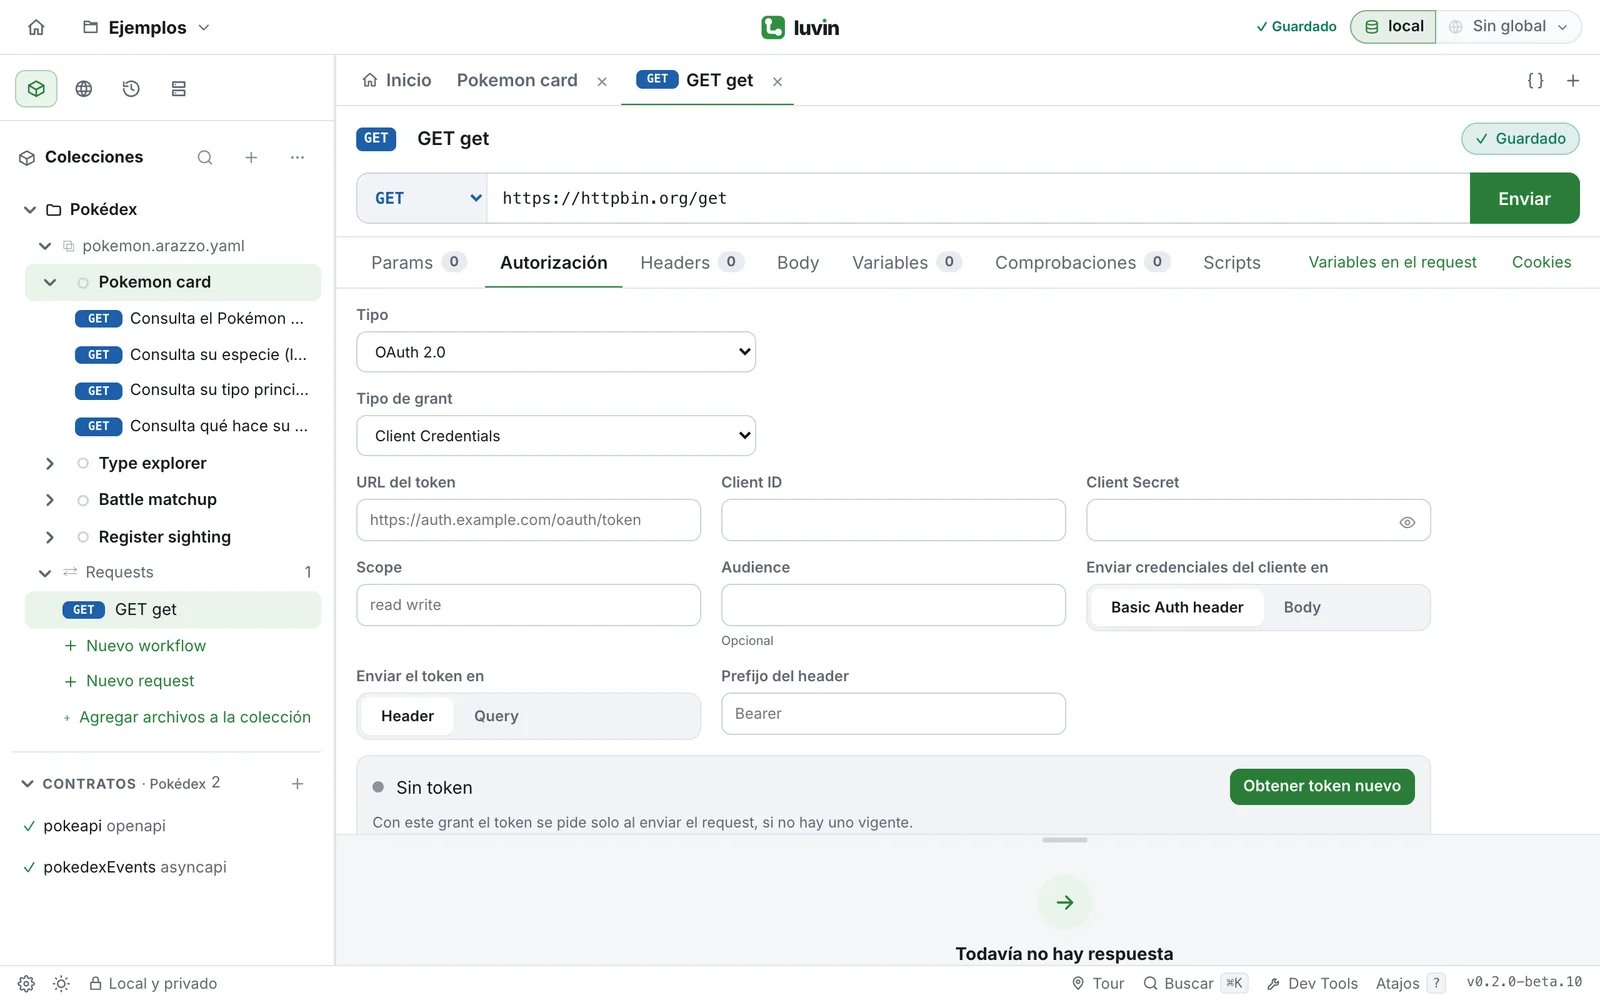 Ejemplos
luvin
Guardado
local
Sin global
Inicio
Pokemon card
GET GET get
{}
Colecciones
Pokédex
pokemon.arazzo.yaml
Pokemon card
GET Consulta el Pokémon ...
GET Consulta su especie (l...
GET Consulta su tipo princi...
GET Consulta qué hace su ...
Type explorer
Battle matchup
Register sighting
Requests 1
GET GET get
+ Nuevo workflow
+ Nuevo request
+ Agregar archivos a la colección
CONTRATOS · Pokédex 2
pokeapi openapi
pokedexEvents asyncapi
GET GET get
Guardado
GET https://httpbin.org/get Enviar
Params 0 Autorización Headers 0 Body Variables 0 Comprobaciones 0 Scripts Variables en el request Cookies
Tipo
OAuth 2.0
Tipo de grant
Client Credentials
URL del token Client ID Client Secret
https://auth.example.com/oauth/token
Scope Audience Enviar credenciales del cliente en
read write Basic Auth header Body
Opcional
Enviar el token en Prefijo del header
Header Query Bearer
Sin token Obtener token nuevo
Con este grant el token se pide solo al enviar el request, si no hay uno vigente.
Todavía no hay respuesta
Local y privado Tour Buscar ⌘K Dev Tools Atajos ? v0.2.0-beta.10